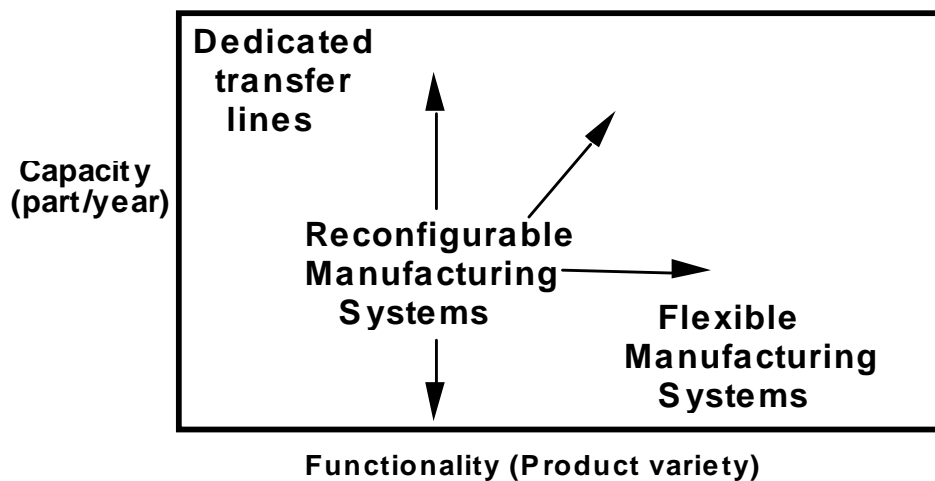 Dedicated
transfer
lines
Capacity
(part/year)
Reconfigurable
Manufacturing
Systems
Flexible
Manufacturing
Systems
Functionality (Product variety)